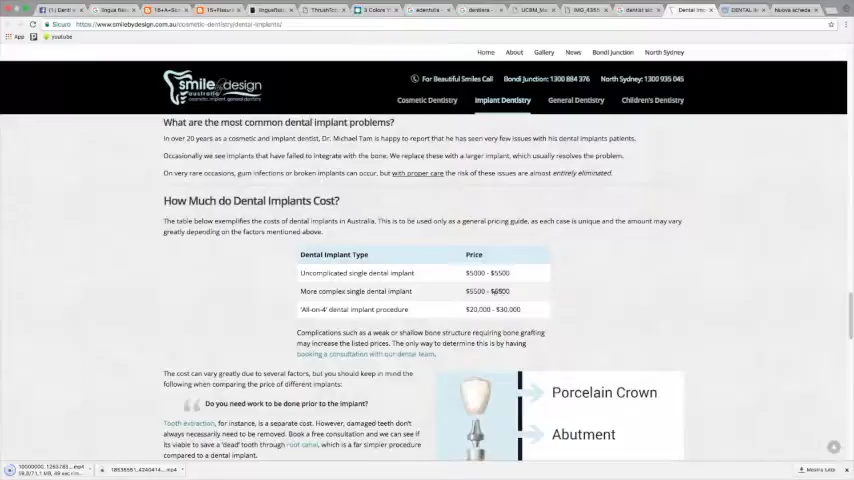 Sicuro
https://www.smilebydesign.com.au/cosmetic-dentistry/dental-implants/
App
youtube
Home
About
Gallery
News
Bondi Junction
North Sydney
smile by design
australia
cosmetic, implant, general dentistry
For Beautiful Smiles Call
Bondi Junction: 1300 884 376
North Sydney: 1300 935 045
Cosmetic Dentistry
Implant Dentistry
General Dentistry
Children's Dentistry
What are the most common dental implant problems?
In over 20 years as a cosmetic and implant dentist, Dr. Michael Tam is happy to report that he has seen very few issues with his dental implants patients.
Occasionally we see implants that have failed to integrate with the bone. We replace these with a larger implant, which usually resolves the problem.
On very rare occasions, gum infections or broken implants can occur, but with proper care the risk of these issues are almost entirely eliminated.
How Much do Dental Implants Cost?
The table below exemplifies the costs of dental implants in Australia. This is to be used only as a general pricing guide, as each case is unique and the amount may vary
greatly depending on the factors mentioned above.
Dental Implant Type
Price
Uncomplicated single dental implant
$5000 - $5500
More complex single dental implant
$5500 -
'All-on-4' dental implant procedure
$20,000 - $30,000
Complications such as a weak or shallow bone structure requiring bone grafting
may increase the listed prices. The only way to determine this is by having
booking a consultation with our dental team.
The cost can vary greatly due to several factors, but you should keep in mind the
following when comparing the price of different implants:
Do you need work to be done prior to the implant?
Tooth extraction, for instance, is a separate cost. However, damaged teeth don't
always necessarily need to be removed. Book a free consultation and we can see if
its viable to save a 'dead' tooth through root canal, which is a far simpler procedure
compared to a dental implant.
Porcelain Crown
Abutment
Mostra tutte